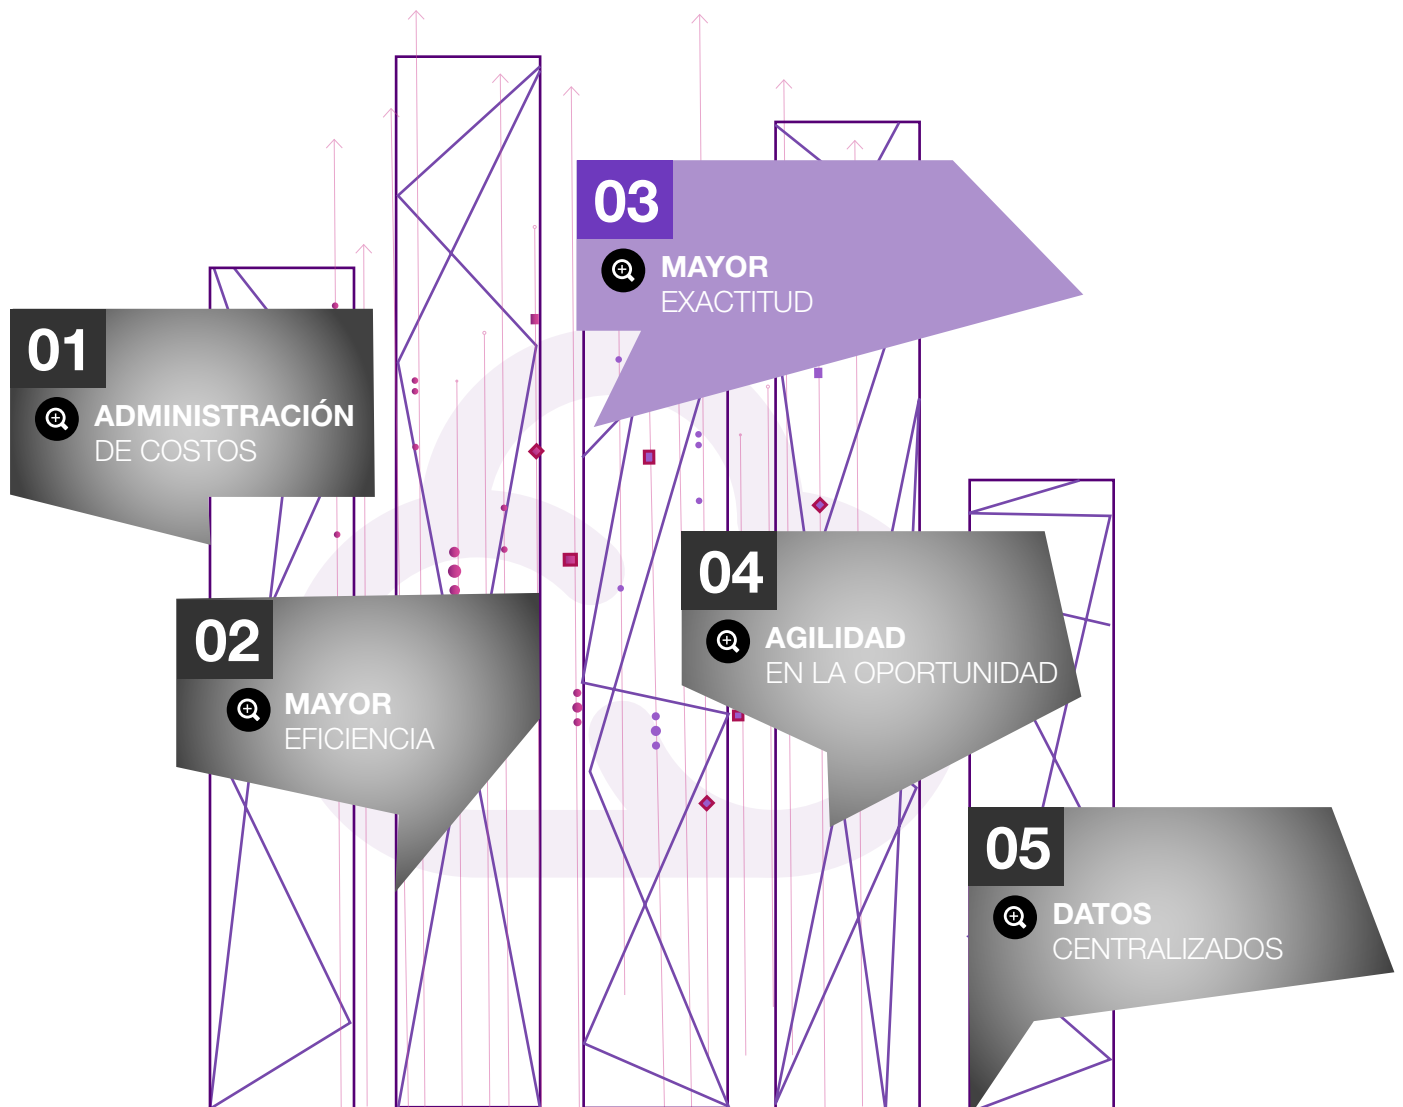 01
ADMINISTRACIÓN
DE COSTOS
02
MAYOR
EFICIENCIA
03
MAYOR
EXACTITUD
04
AGILIDAD
EN LA OPORTUNIDAD
05
DATOS
CENTRALIZADOS